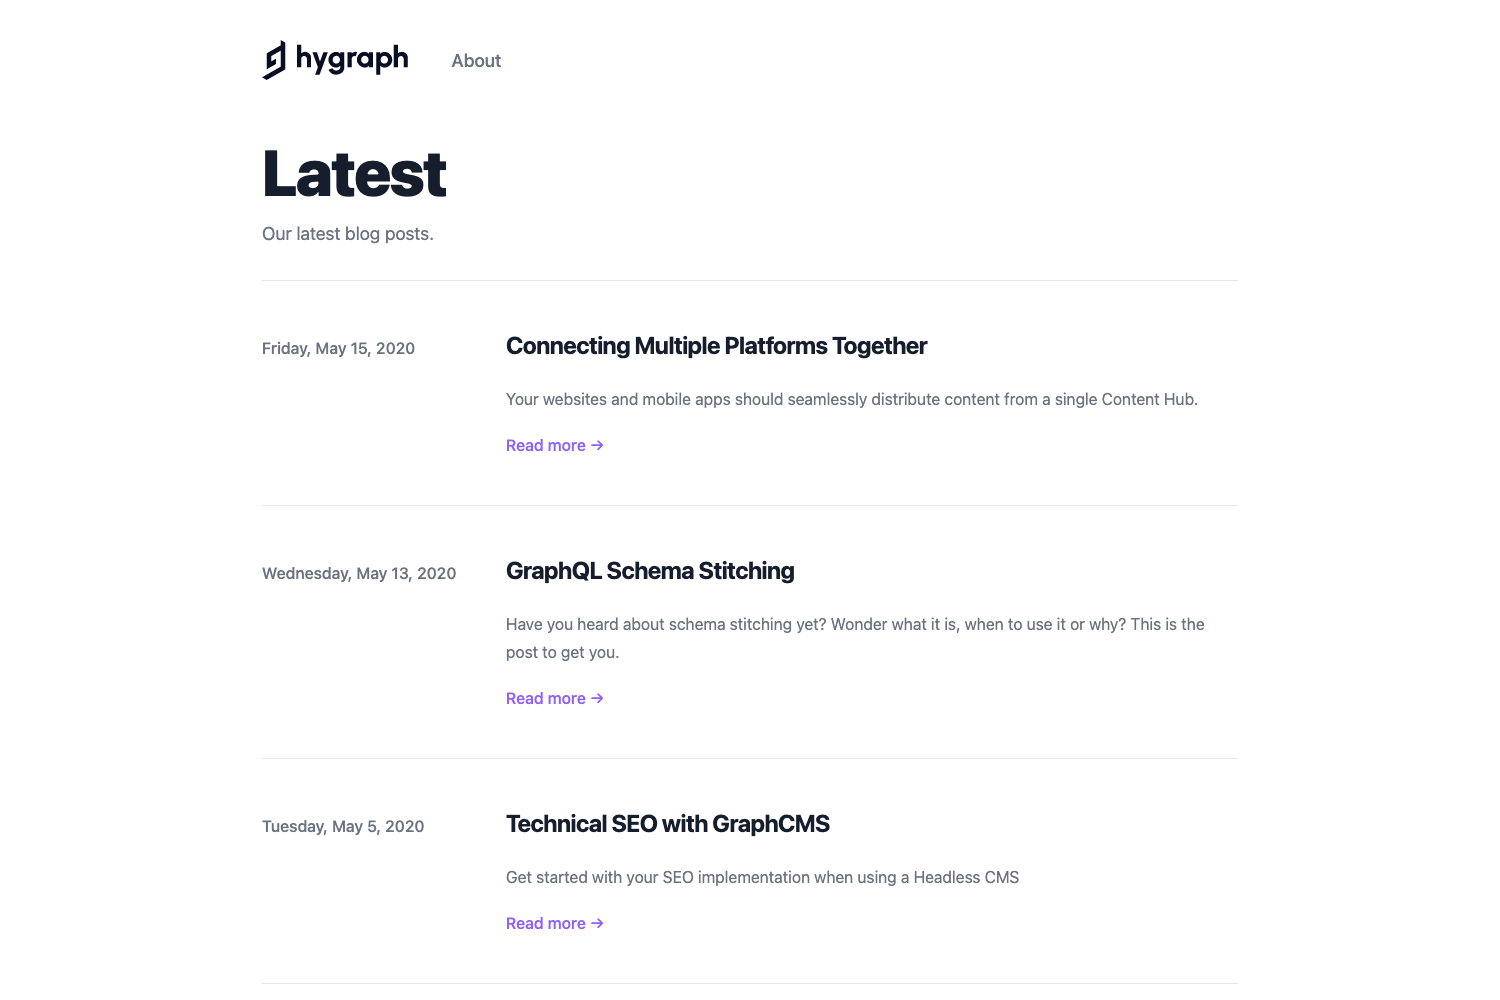 hygraph
About
Latest
Our latest blog posts.
Friday, May 15, 2020
Connecting Multiple Platforms Together
Your websites and mobile apps should seamlessly distribute content from a single Content Hub.
Read more →
Wednesday, May 13, 2020
GraphQL Schema Stitching
Have you heard about schema stitching yet? Wonder what it is, when to use it or why? This is the
post to get you.
Read more →
Tuesday, May 5, 2020
Technical SEO with GraphCMS
Get started with your SEO implementation when using a Headless CMS
Read more →